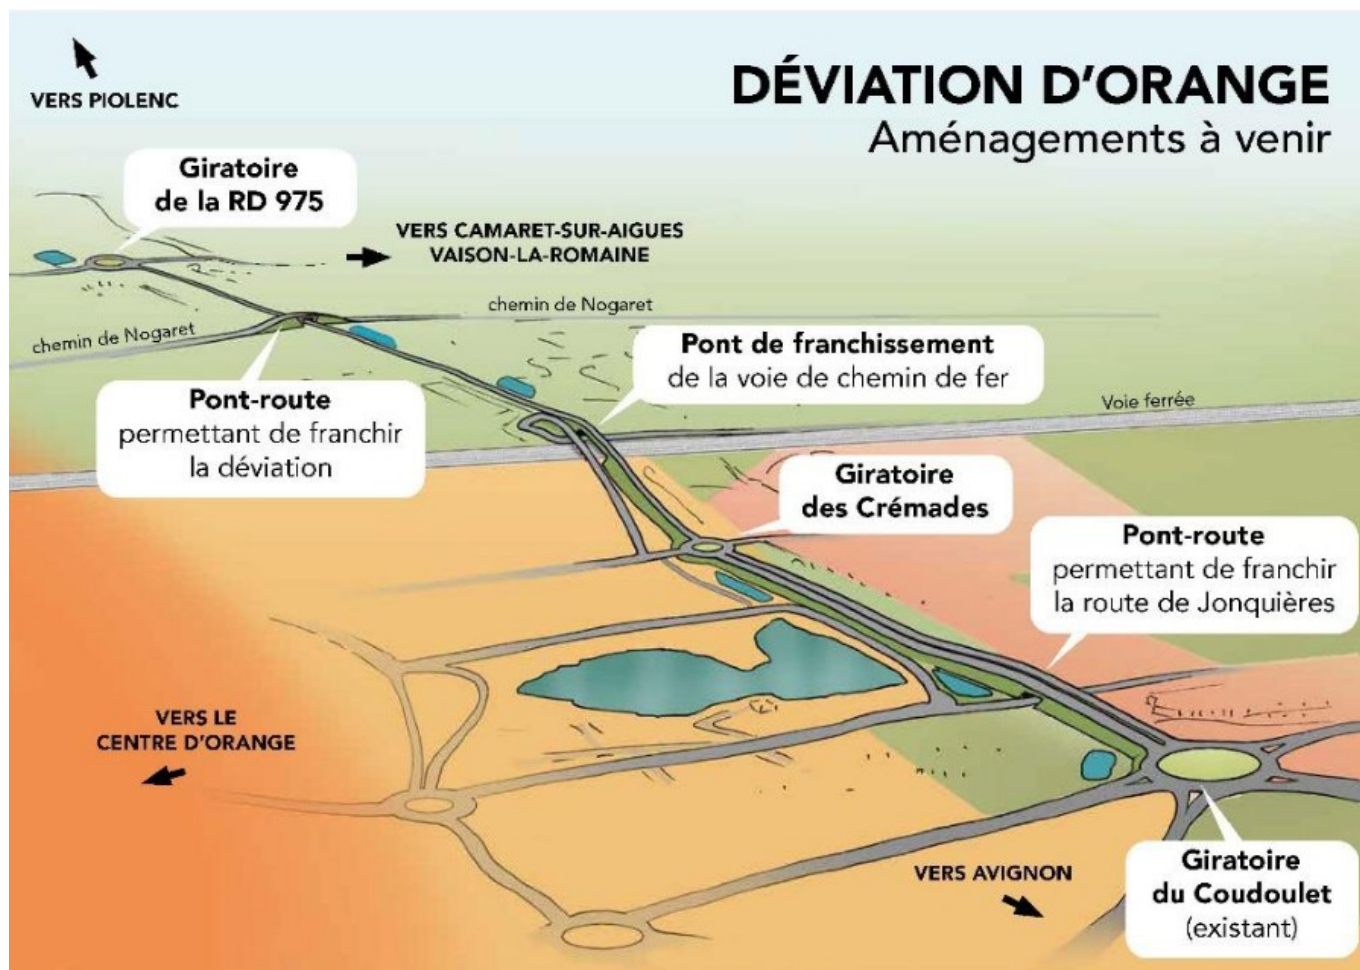 DÉVIATION D'ORANGE
Aménagements à venir
VERS PIOLENC
Giratoire
de la RD 975
VERS CAMARET-SUR-AIGUES
VAISON-LA-ROMAINE
chemin de Nogaret
chemin de Nogaret
Pont de franchissement
de la voie de chemin de fer
Pont-route
permettant de franchir
la déviation
Voie ferrée
Giratoire
des Crémades
Pont-route
permettant de franchir
la route de Jonquières
VERS LE
CENTRE D'ORANGE
VERS AVIGNON
Giratoire
du Coudoulet
(existant)